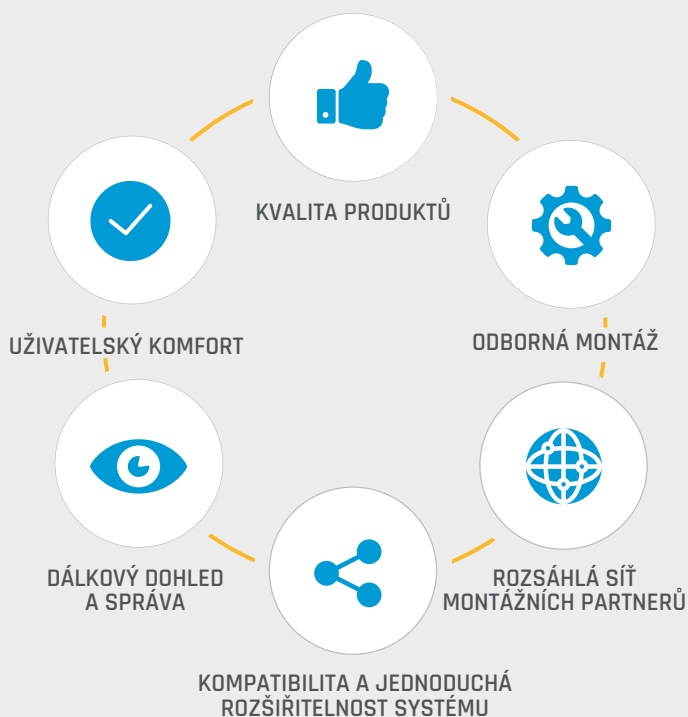 KVALITA PRODUKTŮ
UŽIVATELSKÝ KOMFORT
ODBORNÁ MONTÁŽ
DÁLKOVÝ DOHLED
A SPRÁVA
ROZSÁHLÁ SÍŤ
MONTÁŽNÍCH PARTNERŮ
KOMPATIBILITA A JEDNODUCHÁ
ROZŠIŘITELNOST SYSTÉMU